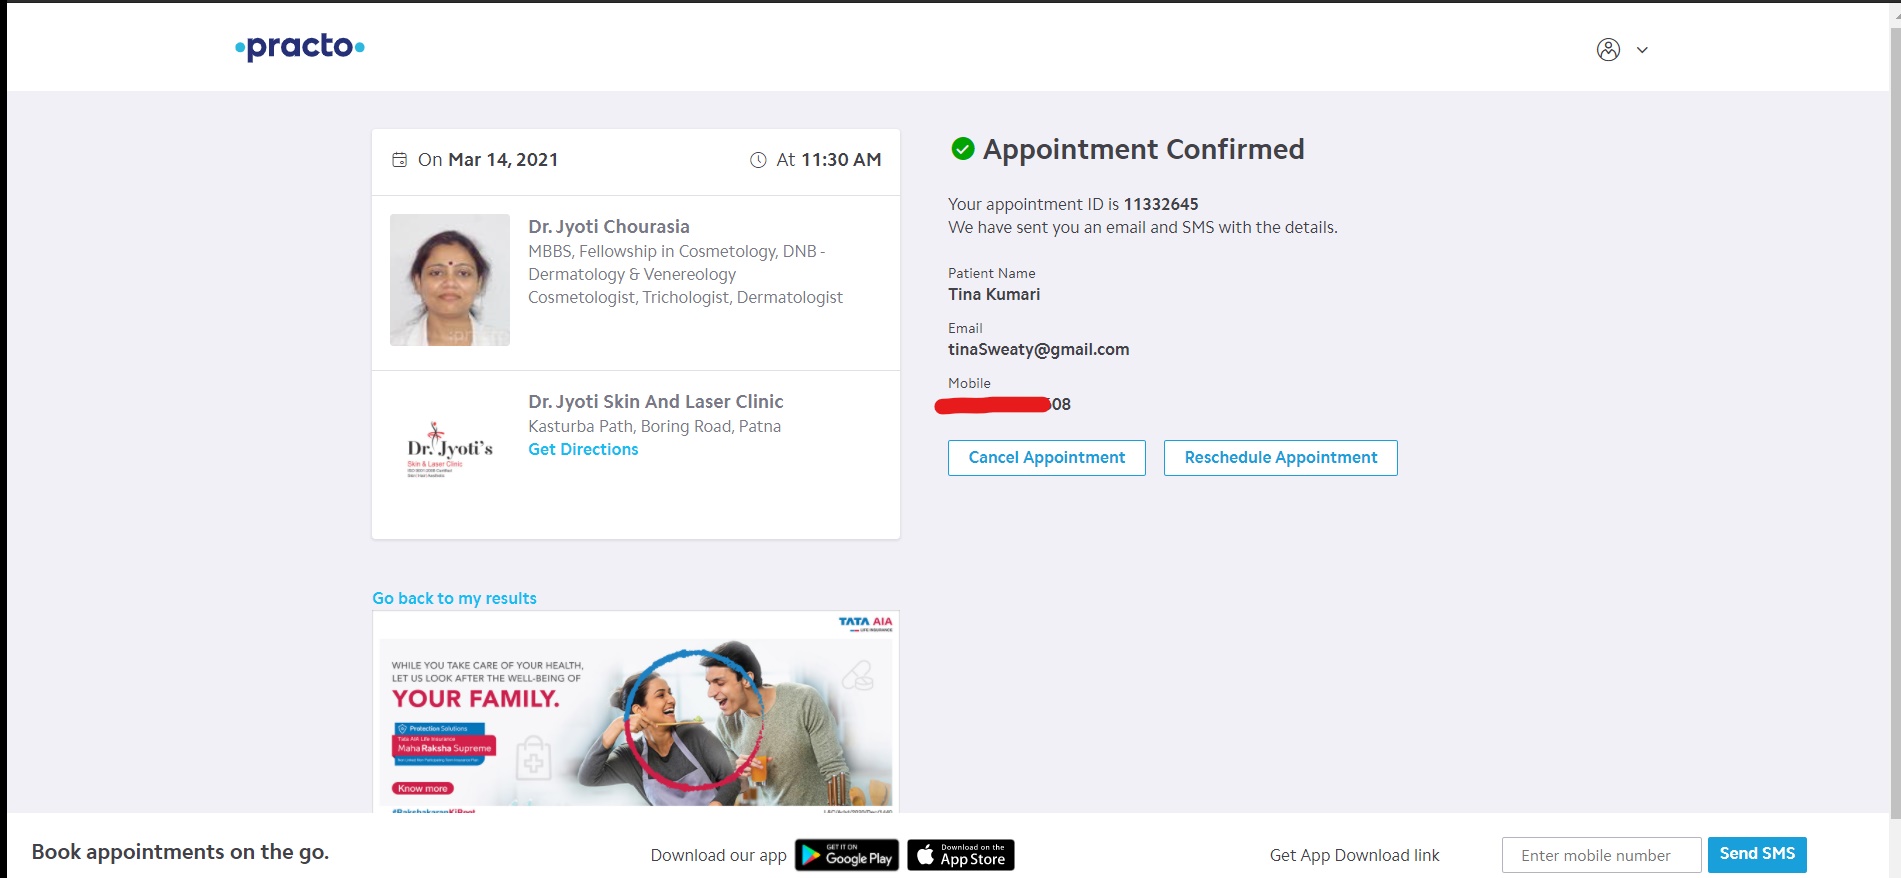 practo
On Mar 14, 2021
At 11:30 AM
Dr. Jyoti Chourasia
MBBS, Fellowship in Cosmetology, DNB -
Dermatology & Venereology
Cosmetologist, Trichologist, Dermatologist
Dr. Jyoti's
Skin & Laser Clinic
Dr. Jyoti Skin And Laser Clinic
Kasturba Path, Boring Road, Patna
Get Directions
Appointment Confirmed
Your appointment ID is 11332645
We have sent you an email and SMS with the details.
Patient Name
Tina Kumari
Email
tinaSweaty@gmail.com
Mobile
08
Cancel Appointment
Reschedule Appointment
Go back to my results
TATA AIA
LIFE INSURANCE
WHILE YOU TAKE CARE OF YOUR HEALTH,
LET US LOOK AFTER THE WELL-BEING OF
YOUR FAMILY.
Protection Solutions
Tata AIA Life Insurance
Maha Raksha Supreme
Know more
Book appointments on the go.
Download our app
GET IT ON
Google Play
Download on the
App Store
Get App Download link
Enter mobile number
Send SMS